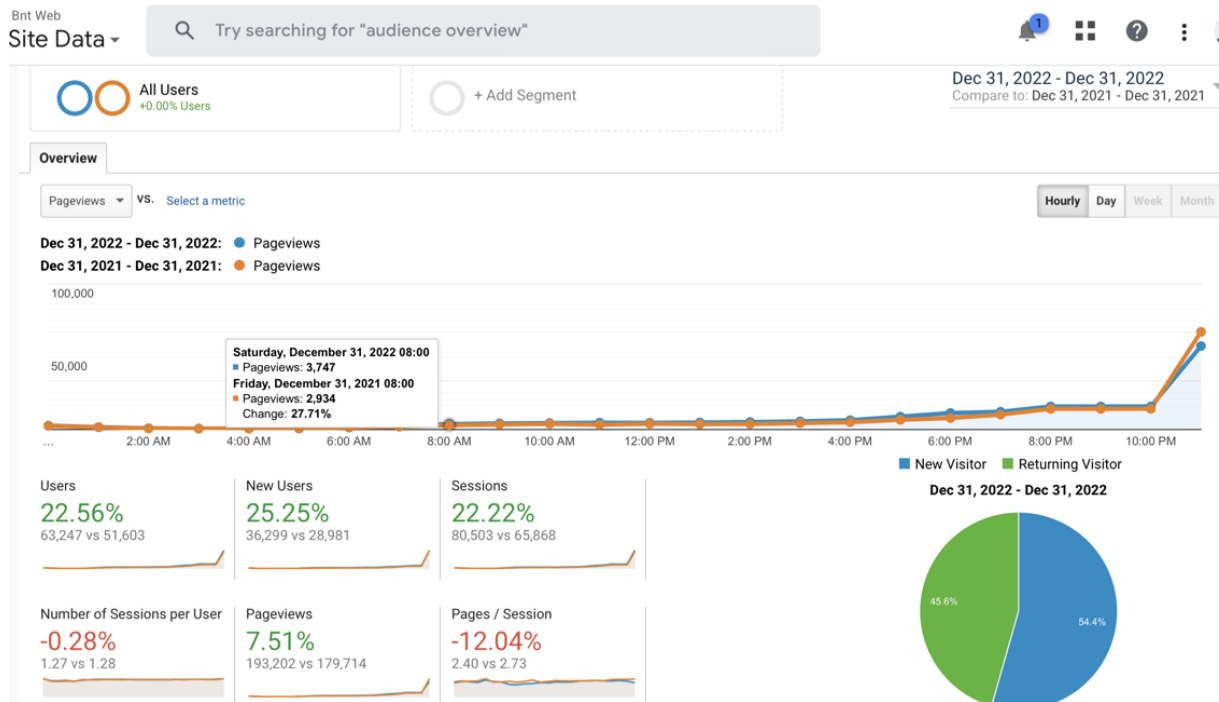 Bnt Web
Site Data
Try searching for "audience overview"
1
All Users
+0.00% Users
+ Add Segment
Dec 31, 2022 - Dec 31, 2022
Compare to: Dec 31, 2021 - Dec 31, 2021
Overview
Pageviews
VS.
Select a metric
Hourly
Day
Week
Month
Dec 31, 2022 - Dec 31, 2022: Pageviews
Dec 31, 2021 - Dec 31, 2021: Pageviews
100,000
50,000
Saturday, December 31, 2022 08:00
Pageviews: 3,747
Friday, December 31, 2021 08:00
Pageviews: 2,934
Change: 27.71%
... 2:00 AM 4:00 AM 6:00 AM 8:00 AM 10:00 AM 12:00 PM 2:00 PM 4:00 PM 6:00 PM 8:00 PM 10:00 PM
Users
22.56%
63,247 vs 51,603
New Users
25.25%
36,299 vs 28,981
Sessions
22.22%
80,503 vs 65,868
Number of Sessions per User
-0.28%
1.27 vs 1.28
Pageviews
7.51%
193,202 vs 179,714
Pages / Session
-12.04%
2.40 vs 2.73
New Visitor Returning Visitor
Dec 31, 2022 - Dec 31, 2022
45.6%
54.4%